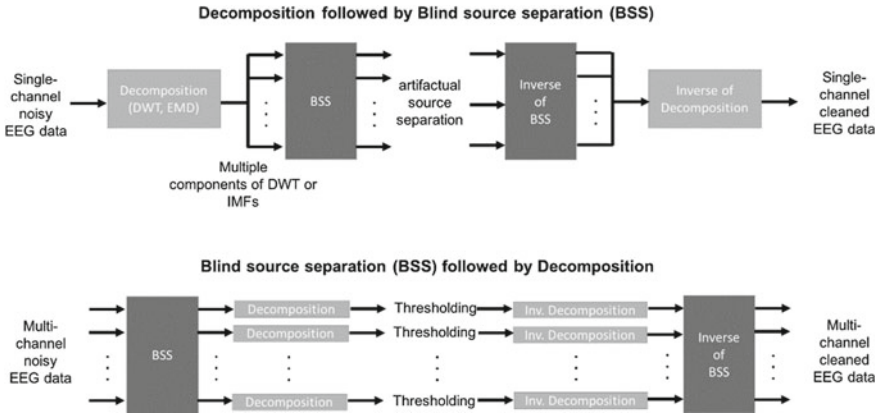 Decomposition followed by Blind source separation (BSS)
Single-
channel
noisy
EEG data
Decomposition
(DWT, EMD)
BSS
artifactual
source
separation
Inverse
of
BSS
Inverse of
Decomposition
Single-
channel
cleaned
EEG data
Multiple
components of DWT or
IMFs
Blind source separation (BSS) followed by Decomposition
Multi-
channel
noisy
EEG data
BSS
Decomposition
Thresholding
Inv. Decomposition
Decomposition
Thresholding
Inv. Decomposition
Decomposition
Thresholding
Inv. Decomposition
Inverse
of
BSS
Multi-
channel
cleaned
EEG data